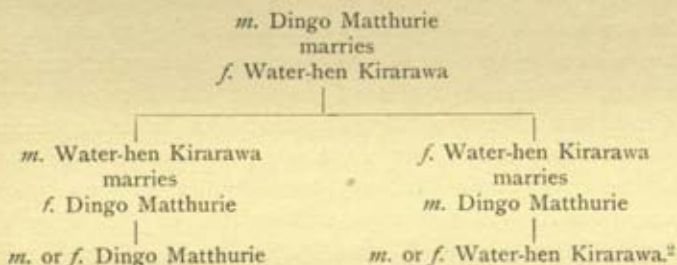 m. Dingo Matthurie
marries
f. Water-hen Kirarawa
m. Water-hen Kirarawa
marries
f. Dingo Matthurie
m. or f. Dingo Matthurie
f. Water-hen Kirarawa
marries
m. Dingo Matthurie
m. or f. Water-hen Kirarawa.²